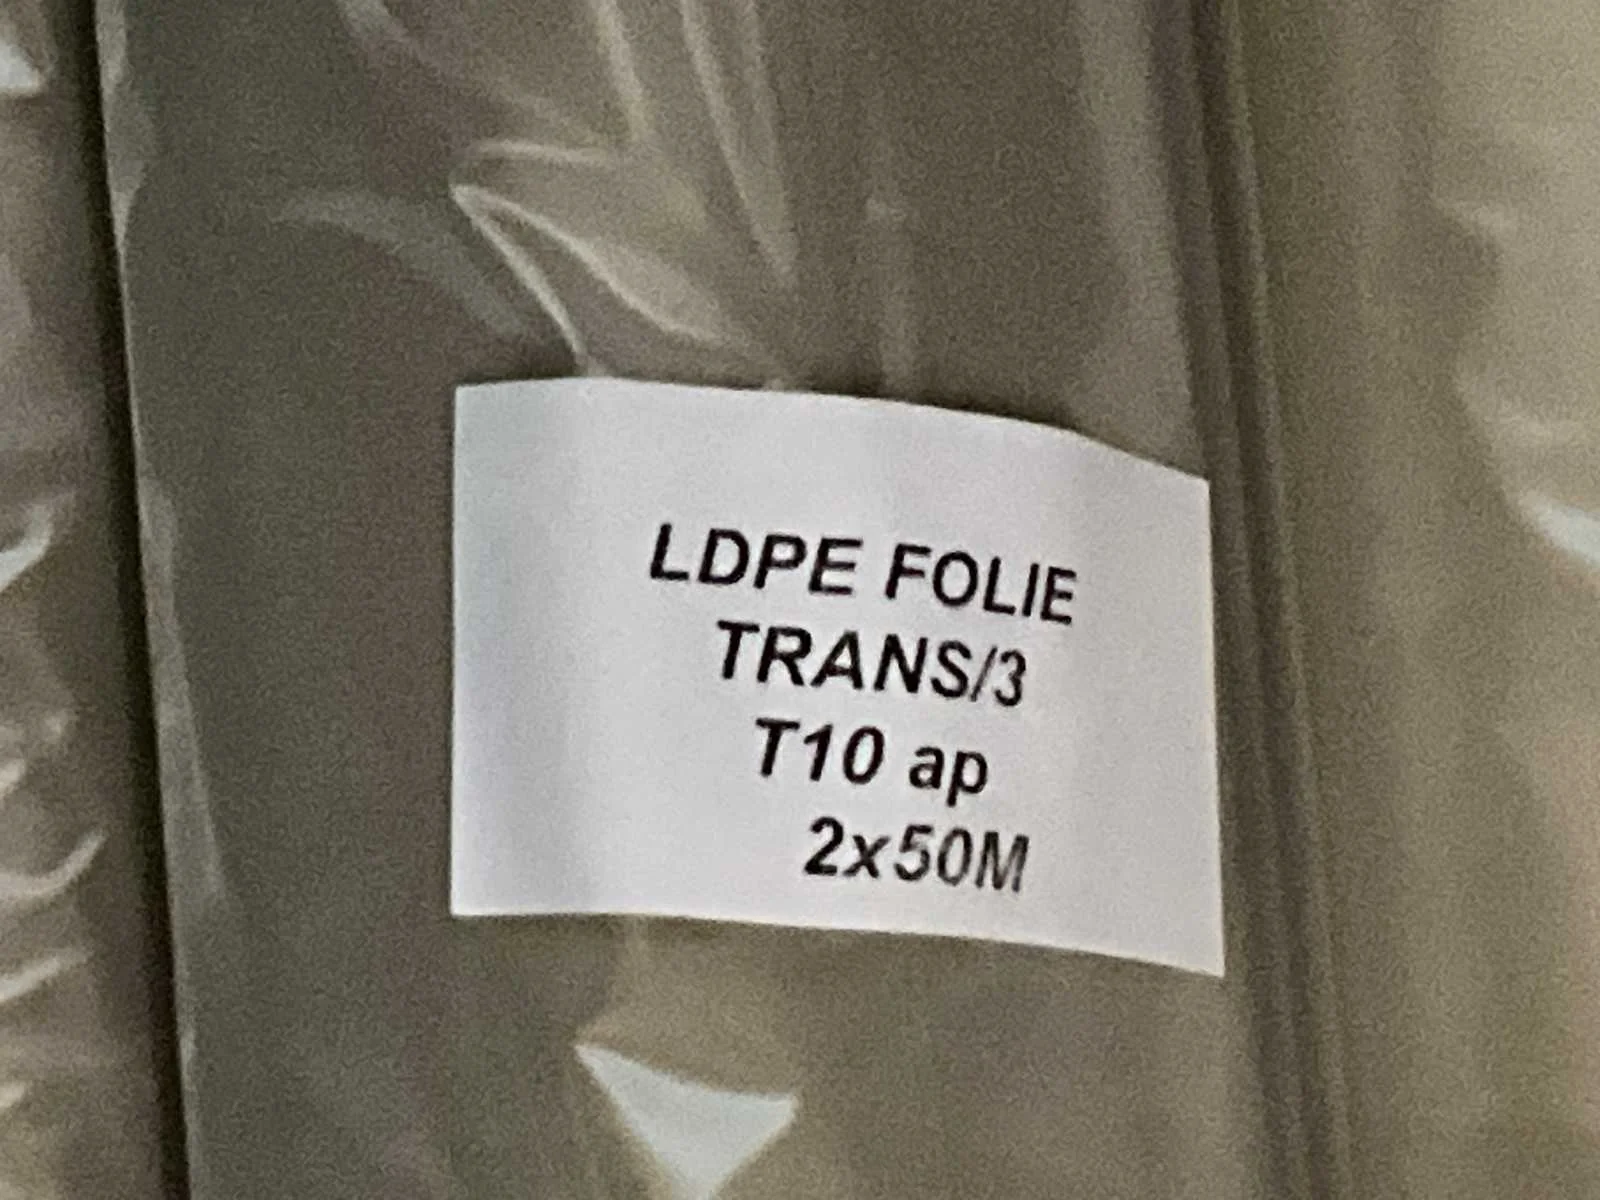 LDPE FOLIE
TRANS/3
T10 ap
2x50M